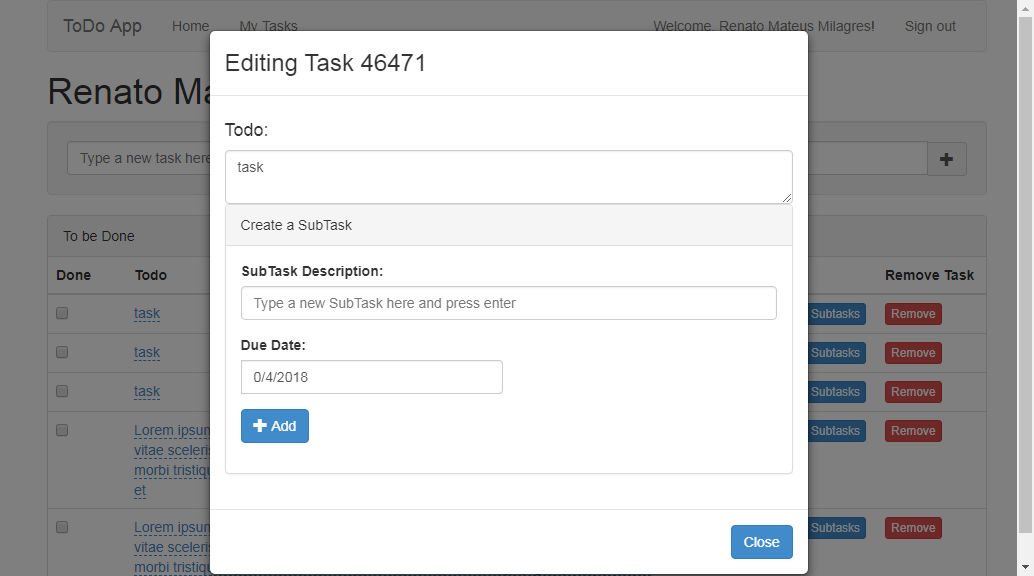 ToDo App Home My Tasks Welcome, Renato Mateus Milagres! Sign out
Editing Task 46471
Renato Ma
Todo:
Type a new task here
task
Create a SubTask
To be Done
SubTask Description:
Done Todo Remove Task
Type a new SubTask here and press enter
task Subtasks Remove
Due Date:
task Subtasks Remove
0/4/2018
task Subtasks Remove
Add
Lorem ipsum Subtasks Remove
vitae sceleris
morbi tristiqu
et
Lorem ipsum Subtasks Remove
Close
vitae sceleris
morbi tristiqu